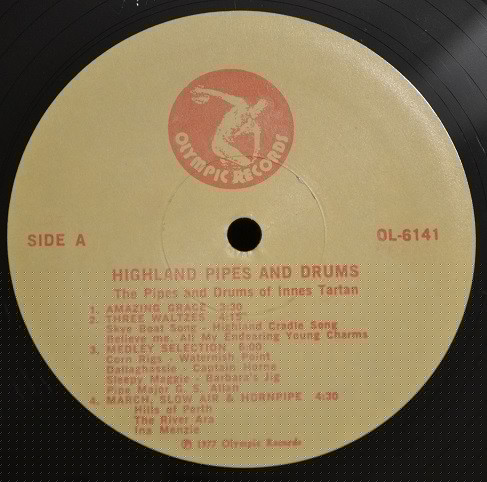 OLYMPIC RECORDS
SIDE A
OL-6141
HIGHLAND PIPES AND DRUMS
The Pipes and Drums of Innes Tartan
1. AMAZING GRACE 3:30
2. THREE WALTZES 4:15
Skye Boat Song - Highland Cradle Song
Believe me, All My Endearing Young Charms
3. MEDLEY SELECTION 6:00
Corn Rigs - Waternish Point
Dallaghassie - Captain Horne
Sleepy Maggie - Barbara's Jig
Pipe Major G. S. Allan
4. MARCH, SLOW AIR & HORNPIPE 4:30
Hills of Perth
The River Ara
Ina Menzie
℗ 1977 Olympic Records